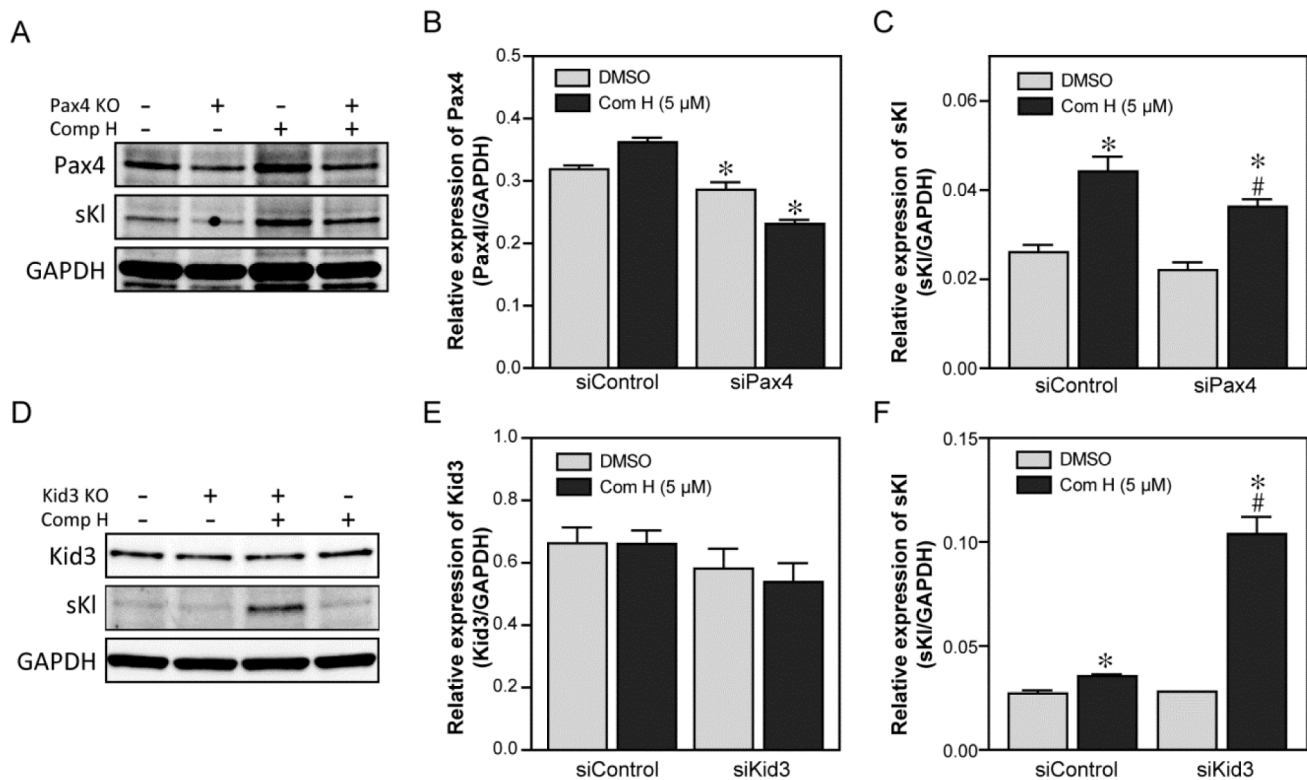 A
Pax4 KO - + - +
Comp H - - + +
Pax4
sKl
GAPDH
B
Relative expression of Pax4
(Pax4l/GAPDH)
0.5
0.4
0.3
0.2
0.1
0.0
DMSO
Com H (5 µM)
*
*
siControl
siPax4
C
Relative expression of sKl
(sKl/GAPDH)
0.06
0.04
0.02
0.00
DMSO
Com H (5 µM)
*
*
#
siControl
siPax4
D
Kid3 KO - + + -
Comp H - - + +
Kid3
sKl
GAPDH
E
Relative expression of Kid3
(Kid3/GAPDH)
1.0
0.8
0.6
0.4
0.2
0.0
DMSO
Com H (5 µM)
siControl
siKid3
F
Relative expression of sKl
(sKl/GAPDH)
0.15
0.10
0.05
0.00
DMSO
Com H (5 µM)
*
*
#
siControl
siKid3